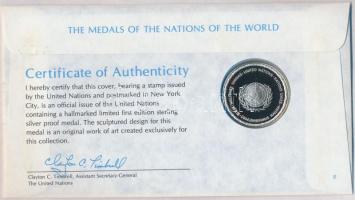 THE MEDALS OF THE NATIONS OF THE WORLD
Certificate of Authenticity
I hereby certify that this cover, bearing a stamp issued
by the United Nations and postmarked in New York
City, is an official issue of the United Nations
containing a hallmarked limited first edition sterling
silver proof medal. The sculptured design for this
medal is an original work of art created exclusively for
this collection.
Clayton C. Timbrell, Assistant Secretary-General
The United Nations